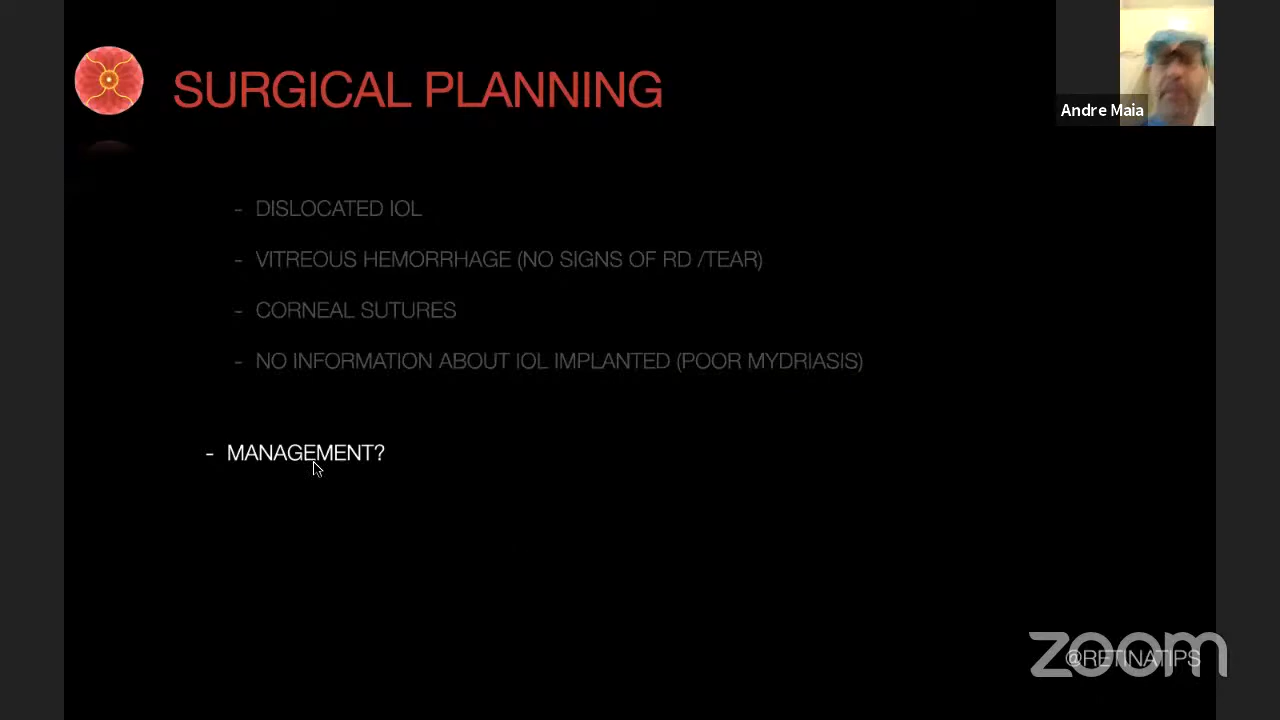 SURGICAL PLANNING
Andre Maia
- DISLOCATED IOL
- VITREOUS HEMORRHAGE (NO SIGNS OF RD /TEAR)
- CORNEAL SUTURES
- NO INFORMATION ABOUT IOL IMPLANTED (POOR MYDRIASIS)
- MANAGEMENT?
zoom
@RETINATIPS